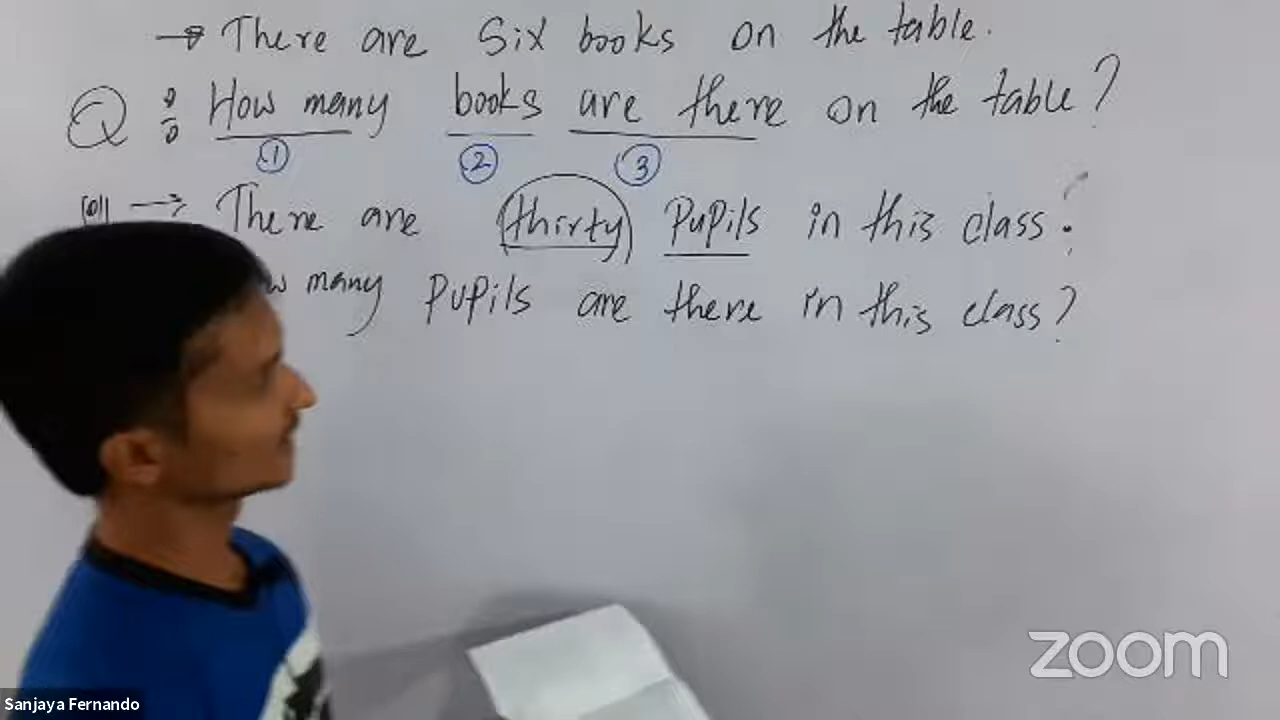 → There are six books on the table.
Q : How many books are there on the table?
① ② ③
→ There are thirty pupils in this class.
many pupils are there in this class?
zoom
Sanjaya Fernando